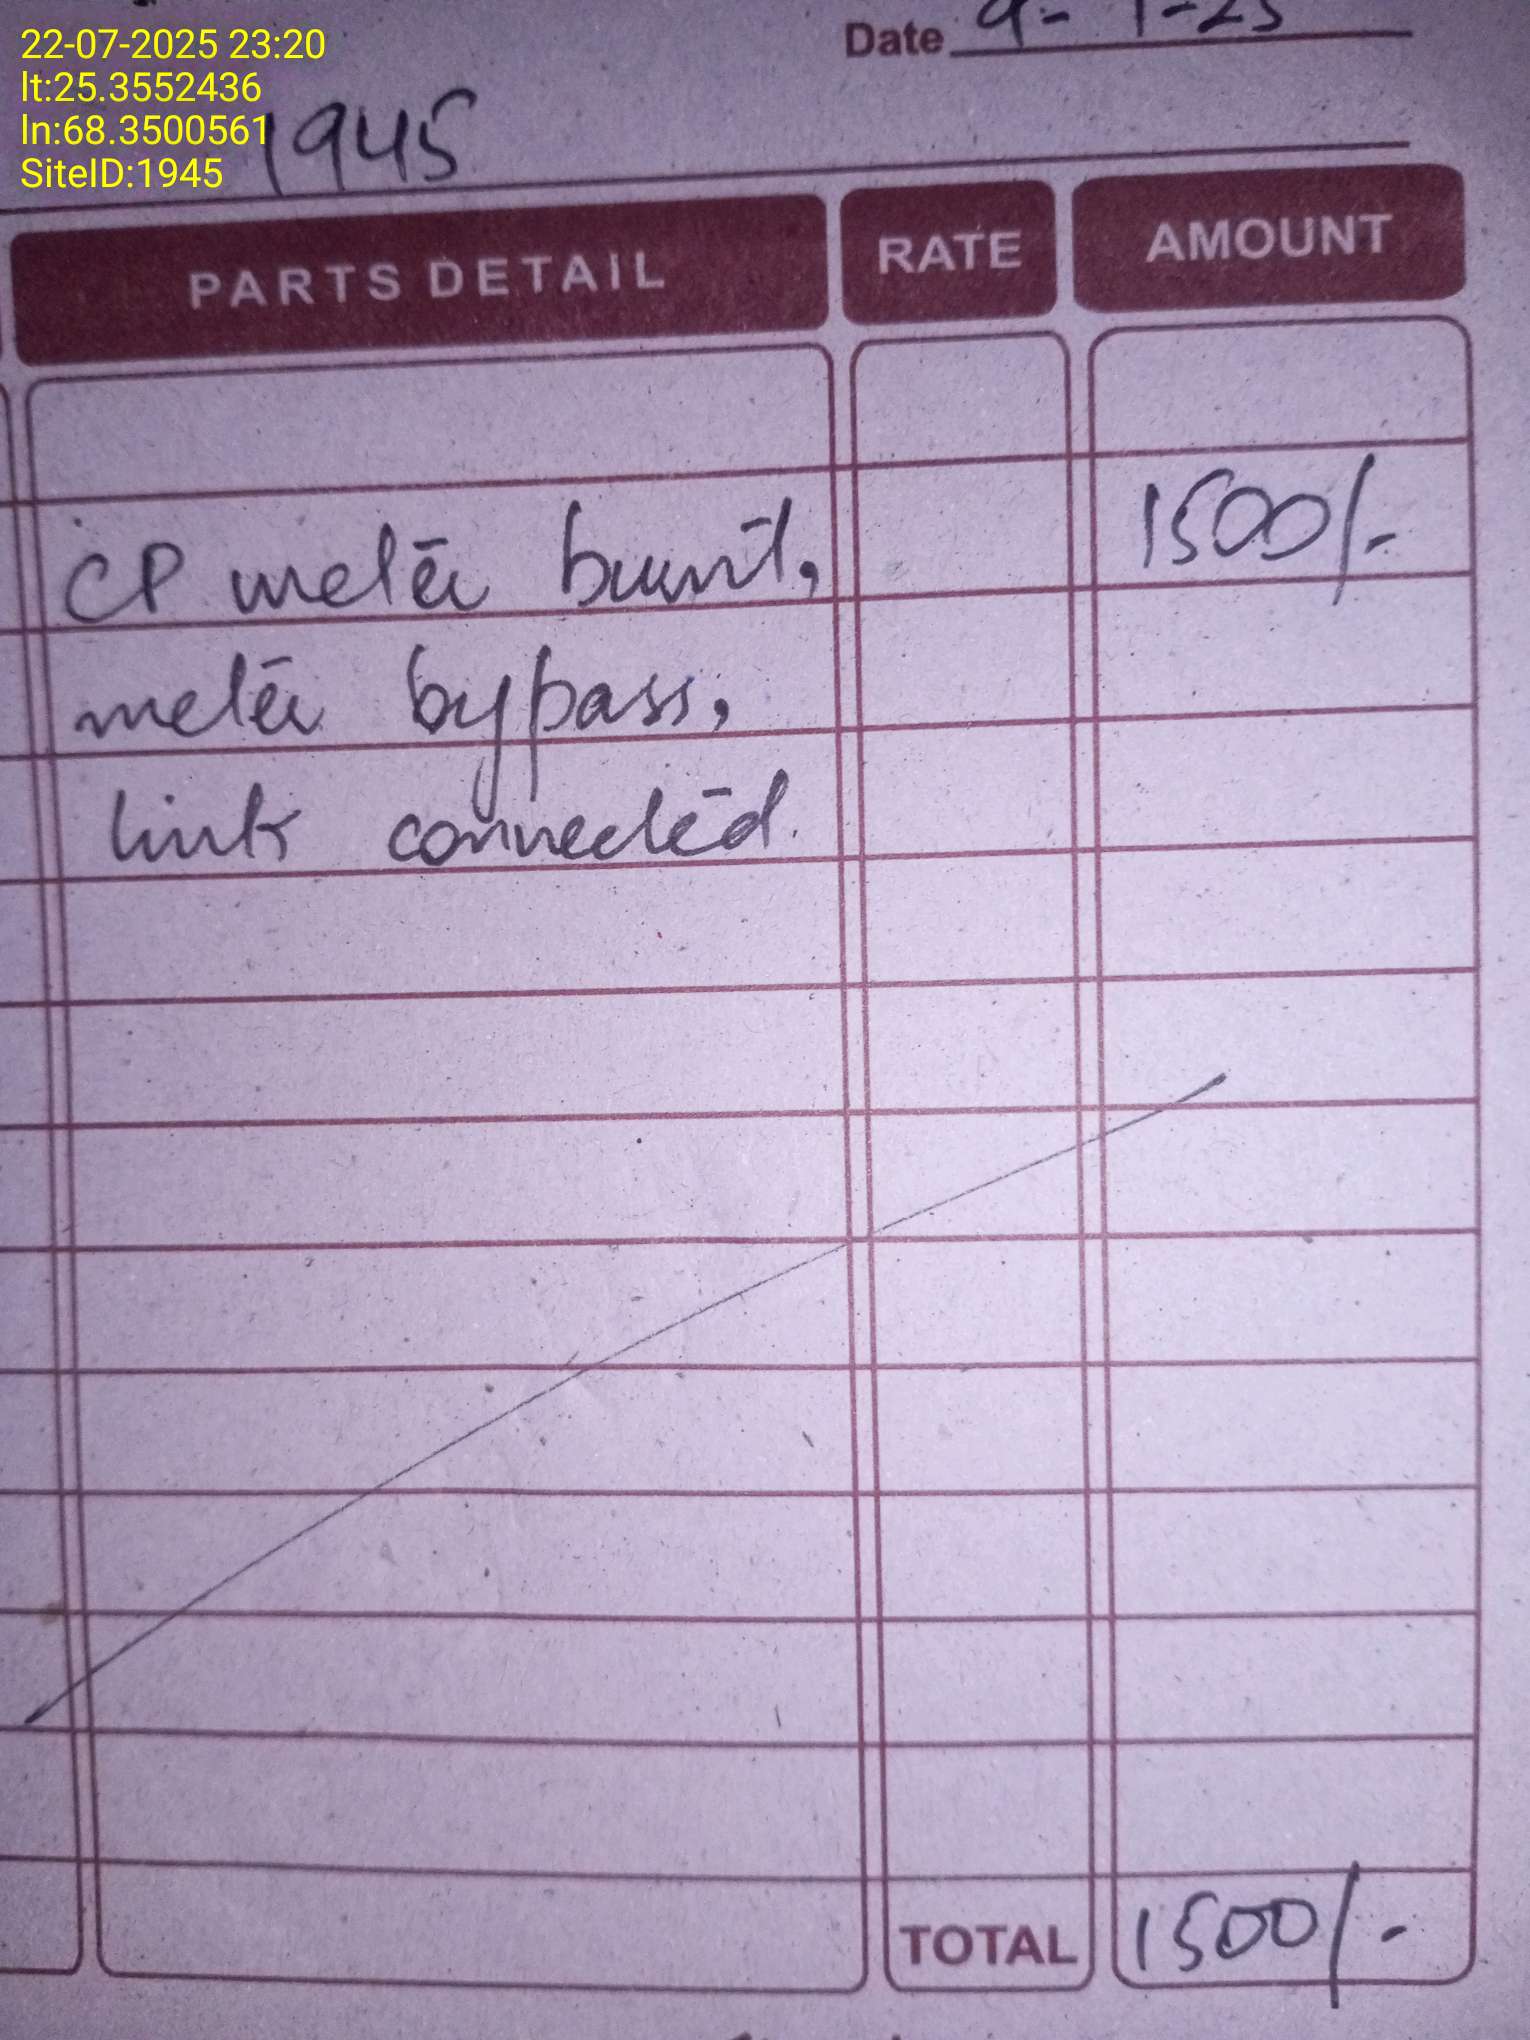 22-07-2025 23:20
lt:25.3552436
ln:68.3500561
SiteID:1945
Date
1945
PARTS DETAIL RATE AMOUNT
CP meter burnt, 1500/-
meter bypass,
link connected.
TOTAL 1500/-